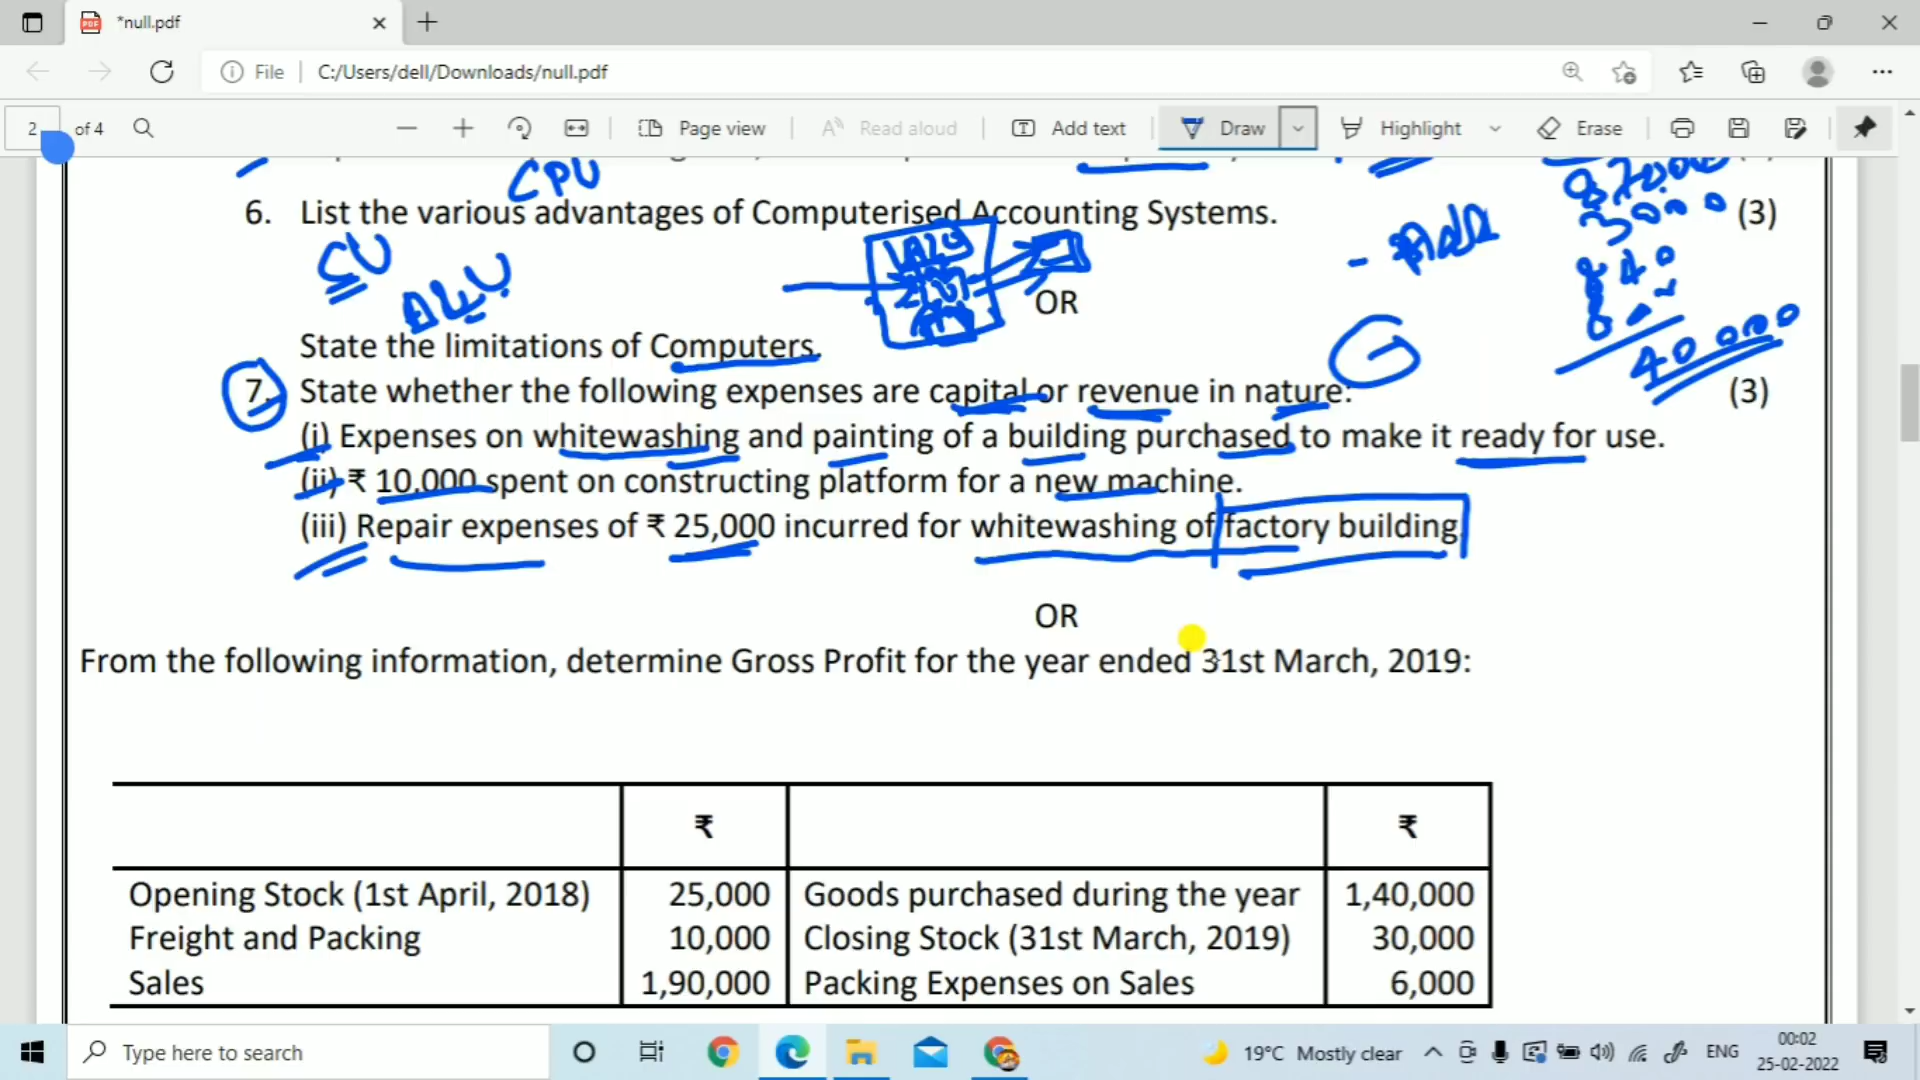 *null.pdf
File C:/Users/dell/Downloads/null.pdf
2 of 4 Page view Read aloud Add text Draw Highlight Erase
CPU
6. List the various advantages of Computerised Accounting Systems. (3)
CU
ALU
OR
40000
State the limitations of Computers.
7. State whether the following expenses are capital or revenue in nature: (3)
(i) Expenses on whitewashing and painting of a building purchased to make it ready for use.
(ii) ₹ 10,000 spent on constructing platform for a new machine.
(iii) Repair expenses of ₹ 25,000 incurred for whitewashing of factory building
OR
From the following information, determine Gross Profit for the year ended 31st March, 2019:
₹ ₹
Opening Stock (1st April, 2018) 25,000 Goods purchased during the year 1,40,000
Freight and Packing 10,000 Closing Stock (31st March, 2019) 30,000
Sales 1,90,000 Packing Expenses on Sales 6,000
Type here to search 19°C Mostly clear ENG 00:02
25-02-2022